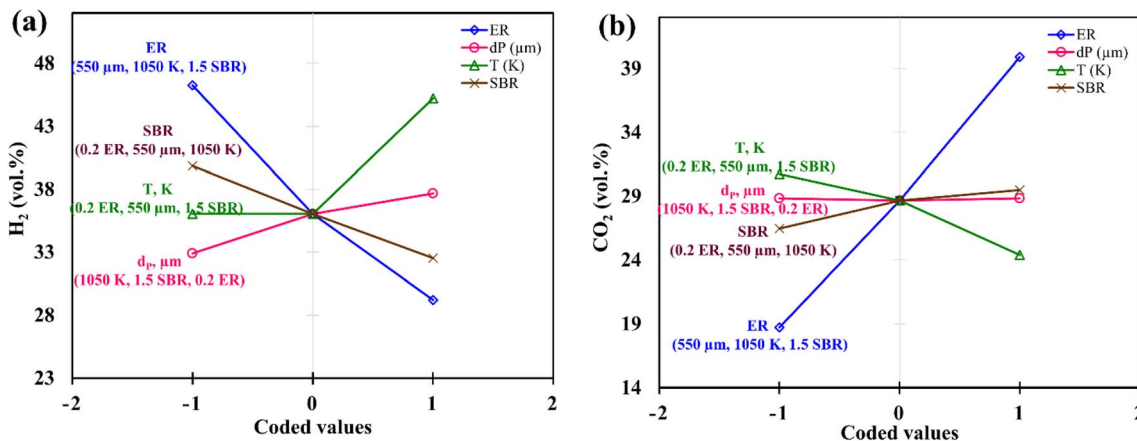 (a)
H₂ (vol.%)
48
43
38
33
28
23
-2
-1
0
1
2
Coded values
ER
(550 µm, 1050 K, 1.5 SBR)
SBR
(0.2 ER, 550 µm, 1050 K)
T, K
(0.2 ER, 550 µm, 1.5 SBR)
dₚ, µm
(1050 K, 1.5 SBR, 0.2 ER)
ER
dP (µm)
T (K)
SBR
(b)
CO₂ (vol.%)
39
34
29
24
19
14
-2
-1
0
1
2
Coded values
T, K
(0.2 ER, 550 µm, 1.5 SBR)
dₚ, µm
(1050 K, 1.5 SBR, 0.2 ER)
SBR
(0.2 ER, 550 µm, 1050 K)
ER
(550 µm, 1050 K, 1.5 SBR)
ER
dP (µm)
T (K)
SBR